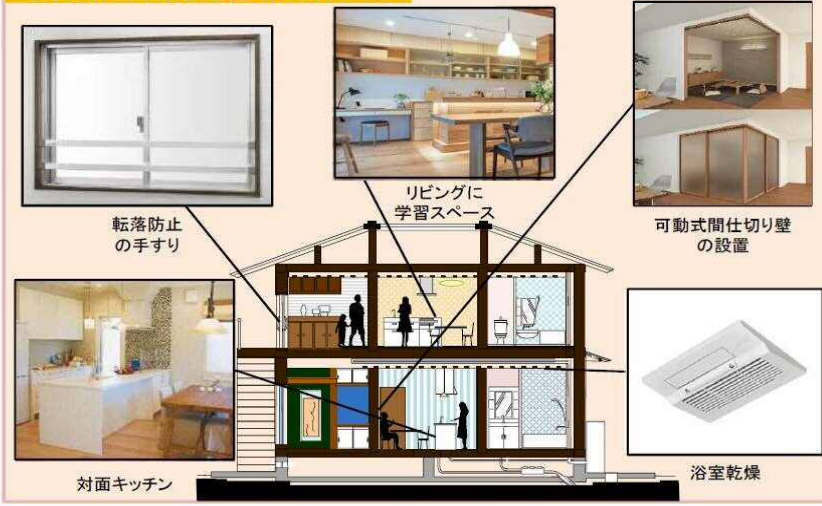 転落防止
の手すり
リビングに
学習スペース
可動式間仕切り壁
の設置
対面キッチン
浴室乾燥